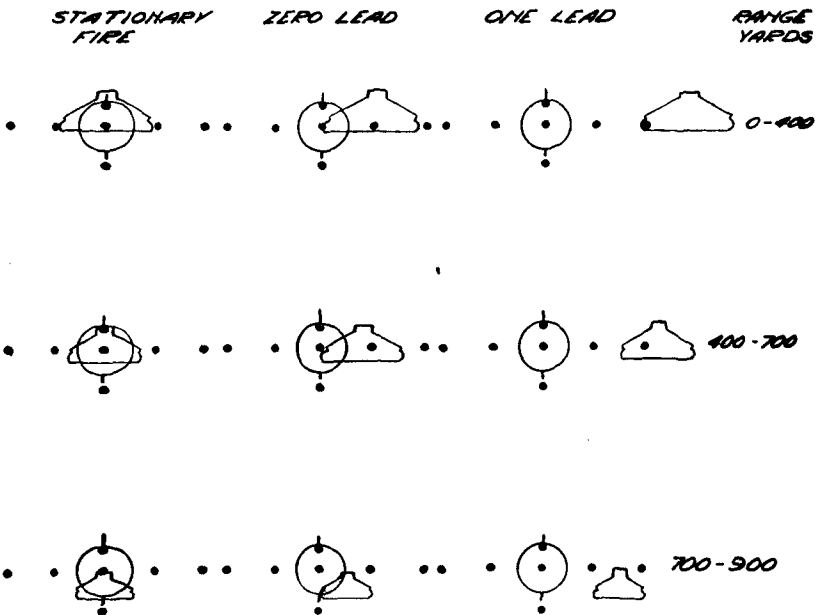 STATIONARY FIRE
ZERO LEAD
ONE LEAD
RANGE YARDS
0-400
400-700
700-900